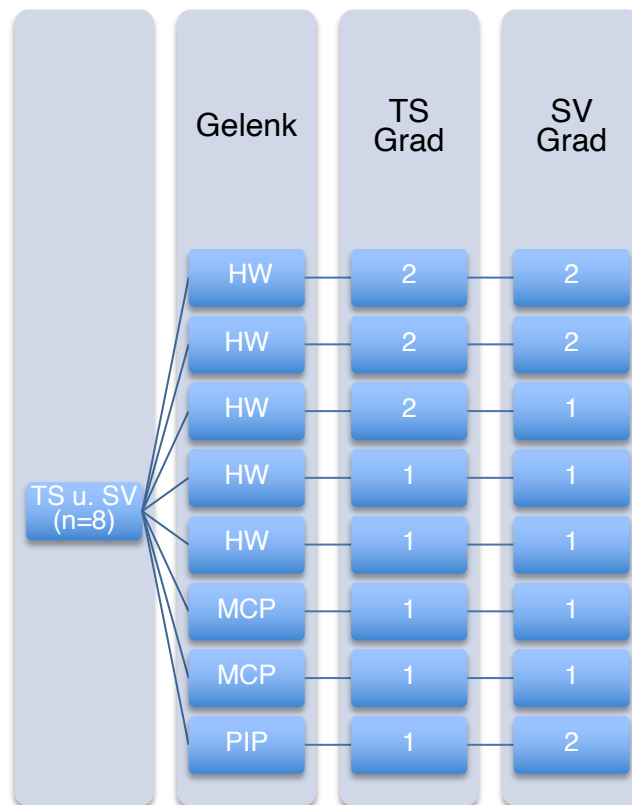 Gelenk
TS
Grad
SV
Grad
HW 2 2
HW 2 2
HW 2 1
HW 1 1
TS u. SV
(n=8)
HW 1 1
MCP 1 1
MCP 1 1
PIP 1 2